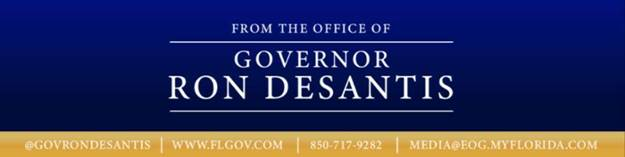 FROM THE OFFICE OF
GOVERNOR
RON DESANTIS
@GOVRONDESANTIS | WWW.FLGOV.COM | 850-717-9282 | MEDIA@EOG.MYFLORIDA.COM